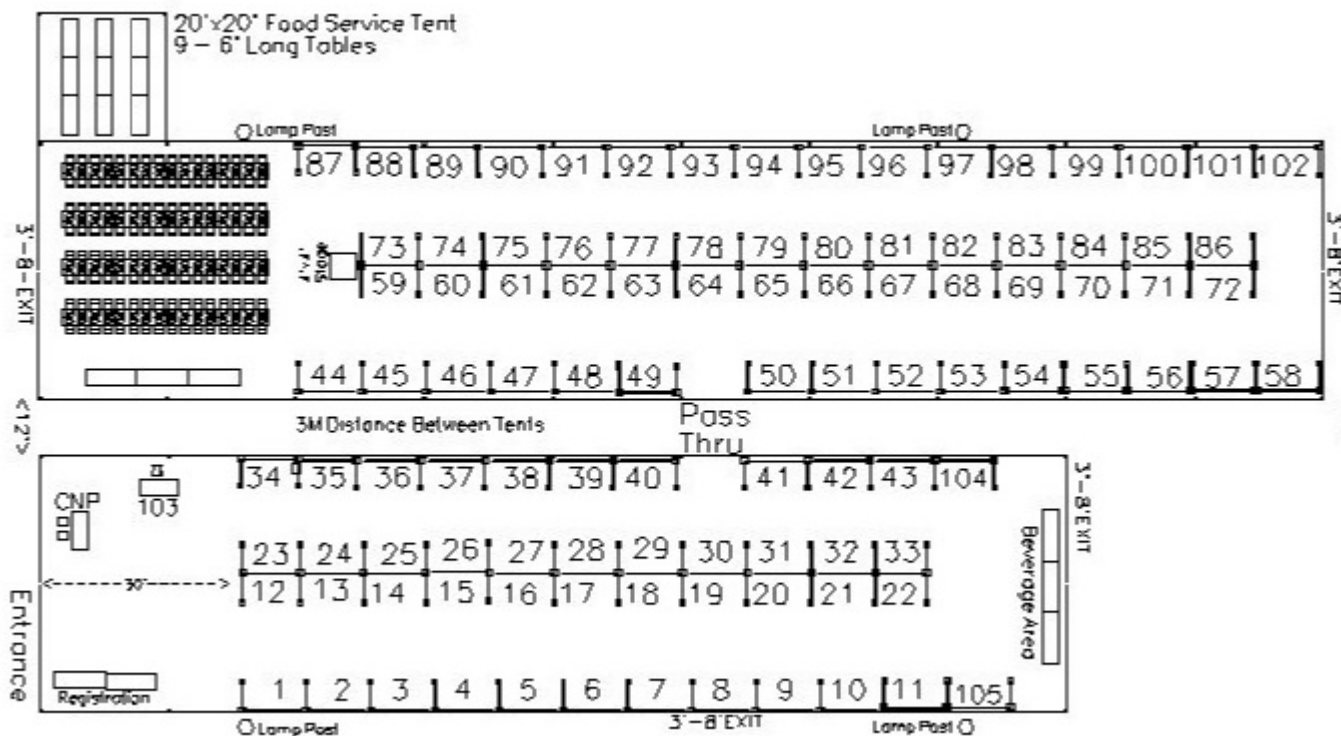 20'x20' Food Service Tent
9 - 6' Long Tables
Lamp Post
Lamp Post
87 88 89 90 91 92 93 94 95 96 97 98 99 100 101 102
3'-8-EXIT
73 74 75 76 77 78 79 80 81 82 83 84 85 86
59 60 61 62 63 64 65 66 67 68 69 70 71 72
3'-8'EXIT
44 45 46 47 48 49 50 51 52 53 54 55 56 57 58
<12'>
3M Distance Between Tents
Pass
Thru
34 35 36 37 38 39 40 41 42 43 104
103
CNP
3'-8'EXIT
23 24 25 26 27 28 29 30 31 32 33
30'
12 13 14 15 16 17 18 19 20 21 22
Beverage Area
Entrance
Registration
1 2 3 4 5 6 7 8 9 10 11 105
3'-8'EXIT
Lamp Post
Lamp Post